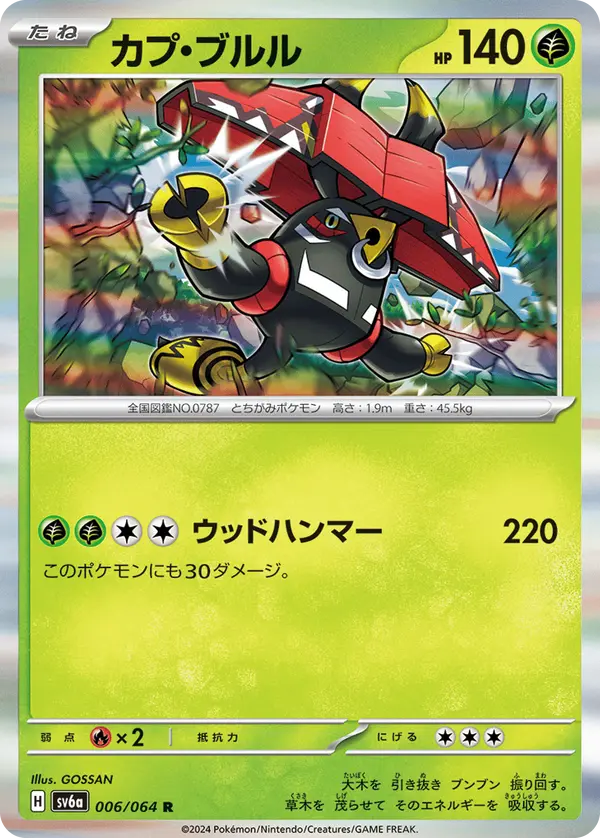 たね
カプ・ブルル
HP 140
全国図鑑NO.0787 とちがみポケモン 高さ:1.9m 重さ:45.5kg
ウッドハンマー 220
このポケモンにも30ダメージ。
弱点 ×2 抵抗力 にげる
Illus. GOSSAN
H sv6a 006/064 R
大木を 引き抜き ブンブン 振り回す。
草木を 茂らせて そのエネルギーを 吸収する。
©2024 Pokémon/Nintendo/Creatures/GAME FREAK.